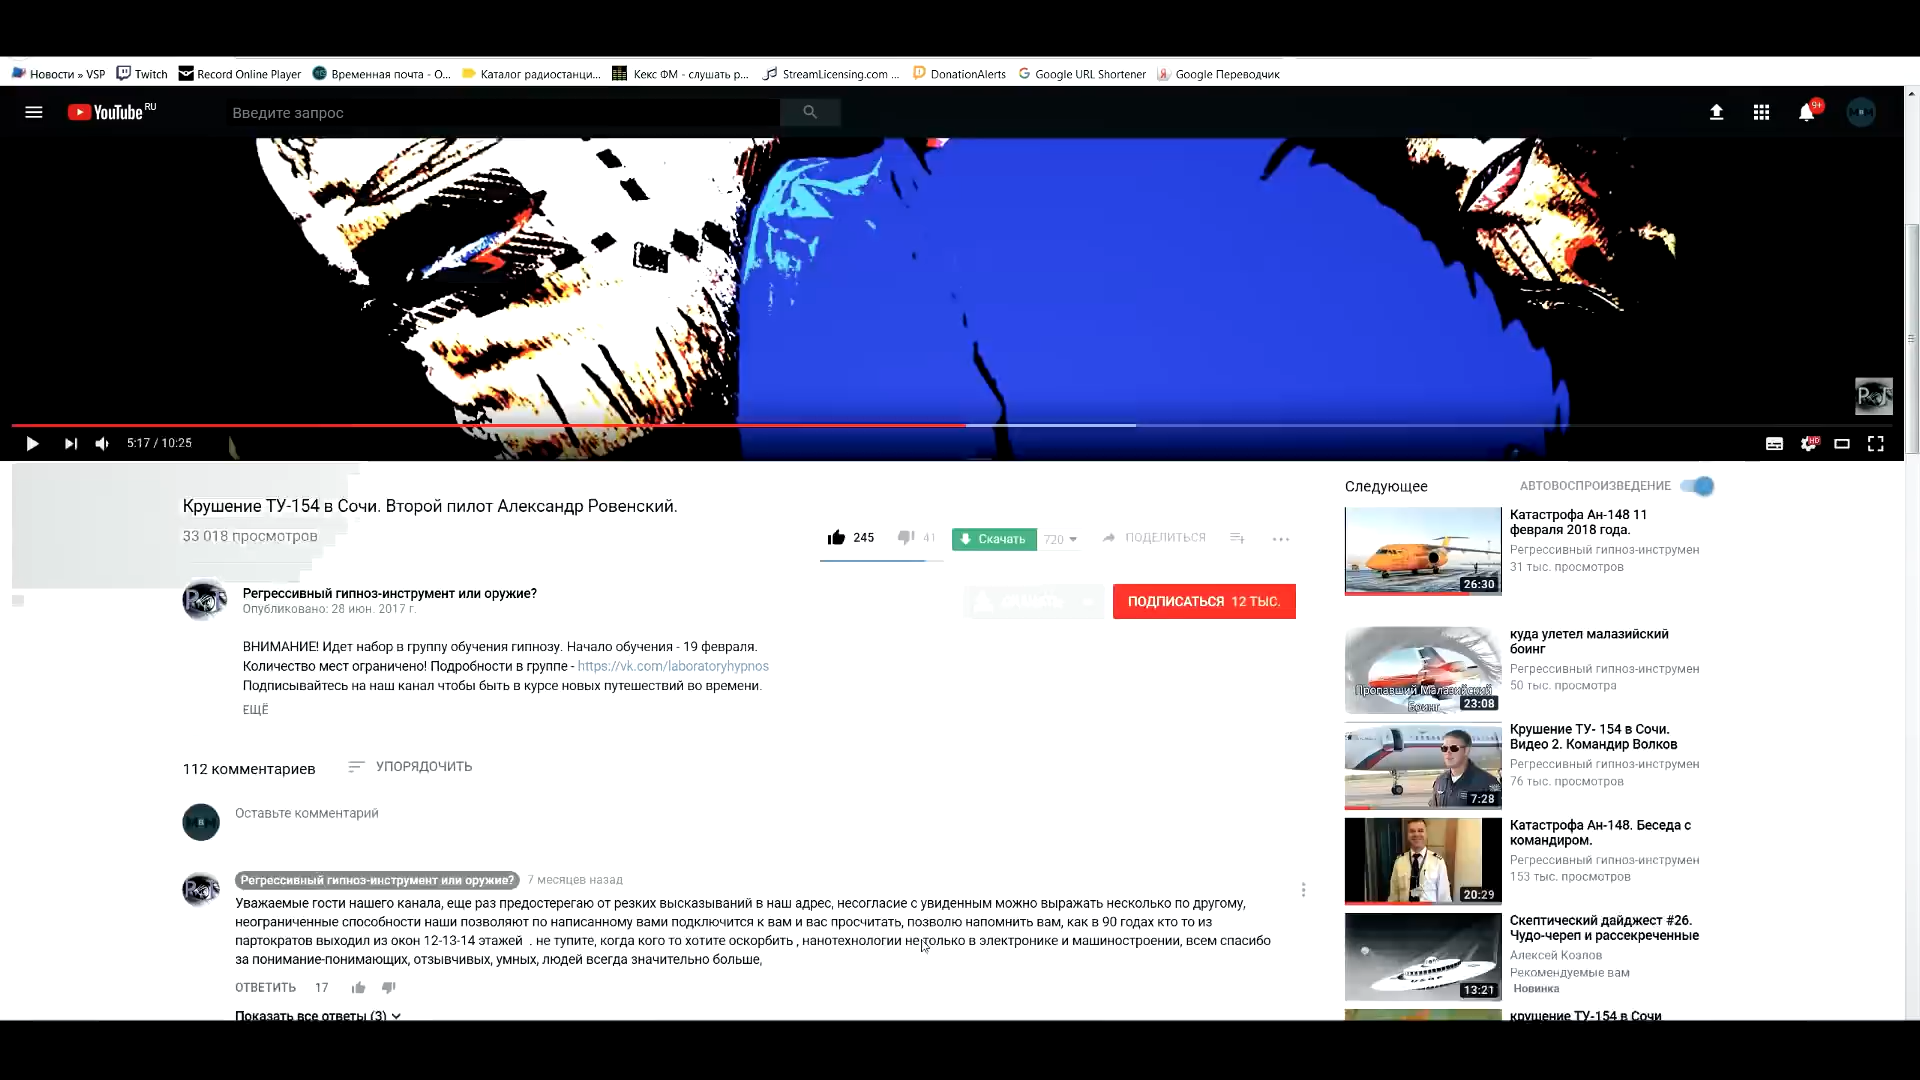 Новости » VSP Twitch Record Online Player Временная почта - О... Каталог радиостанци... Кекс ФМ - слушать р... StreamLicensing.com ... DonationAlerts Google URL Shortener Google Переводчик
YouTube RU
Введите запрос
9+
5:17 / 10:25
HD
Крушение ТУ-154 в Сочи. Второй пилот Александр Ровенский.
33 018 просмотров
245
41
Скачать
720
ПОДЕЛИТЬСЯ
Регрессивный гипноз-инструмент или оружие?
Опубликовано: 28 июн. 2017 г.
ПОДПИСАТЬСЯ 12 ТЫС.
ВНИМАНИЕ! Идет набор в группу обучения гипнозу. Начало обучения - 19 февраля.
Количество мест ограничено! Подробности в группе - https://vk.com/laboratoryhypnos
Подписывайтесь на наш канал чтобы быть в курсе новых путешествий во времени.
ЕЩЁ
112 комментариев
УПОРЯДОЧИТЬ
Оставьте комментарий
Регрессивный гипноз-инструмент или оружие? 7 месяцев назад
Уважаемые гости нашего канала, еще раз предостерегаю от резких высказываний в наш адрес, несогласие с увиденным можно выражать несколько по другому,
неограниченные способности наши позволяют по написанному вами подключится к вам и вас просчитать, позволю напомнить вам, как в 90 годах кто то из
партократов выходил из окон 12-13-14 этажей . не тупите, когда кого то хотите оскорбить , нанотехнологии не только в электронике и машиностроении, всем спасибо
за понимание-понимающих, отзывчивых, умных, людей всегда значительно больше,
ОТВЕТИТЬ 17
Показать все ответы (3)
Следующее
АВТОВОСПРОИЗВЕДЕНИЕ
26:30
Катастрофа Ан-148 11
февраля 2018 года.
Регрессивный гипноз-инструмен
31 тыс. просмотров
Пропавший Малазийский
Боинг
23:08
куда улетел малазийский
боинг
Регрессивный гипноз-инструмен
50 тыс. просмотра
7:28
Крушение ТУ- 154 в Сочи.
Видео 2. Командир Волков
Регрессивный гипноз-инструмен
76 тыс. просмотров
20:29
Катастрофа Ан-148. Беседа с
командиром.
Регрессивный гипноз-инструмен
153 тыс. просмотров
13:21
Скептический дайджест #26.
Чудо-череп и рассекреченные
Алексей Козлов
Рекомендуемые вам
Новинка
крушение ТУ-154 в Сочи